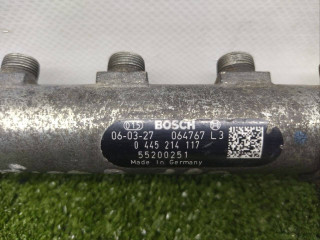 BOSCH
06-03-27 064767 L3
0 445 214 117
55200251
Made in Germany